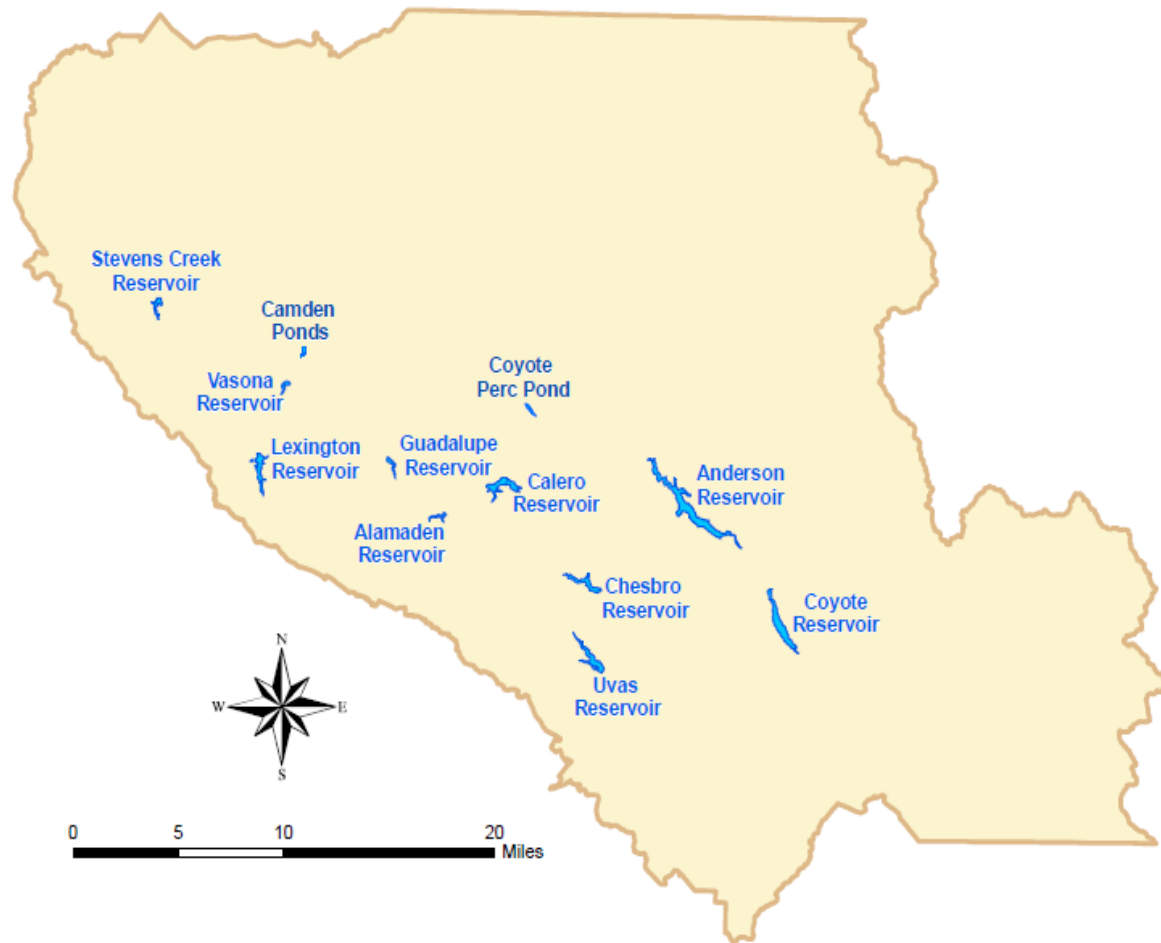 Stevens Creek
Reservoir
Camden
Ponds
Vasona
Reservoir
Coyote
Perc Pond
Lexington
Reservoir
Guadalupe
Reservoir
Calero
Reservoir
Anderson
Reservoir
Alamaden
Reservoir
Chesbro
Reservoir
Coyote
Reservoir
Uvas
Reservoir
N
W E
S
0 5 10 20
Miles